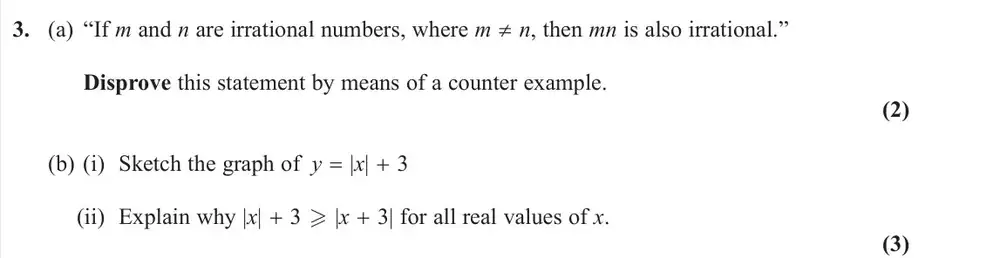 3. (a) “If m and n are irrational numbers, where m ≠ n, then mn is also irrational.”
Disprove this statement by means of a counter example.
(2)
(b) (i) Sketch the graph of y = |x| + 3
(ii) Explain why |x| + 3 ⩾ |x + 3| for all real values of x.
(3)